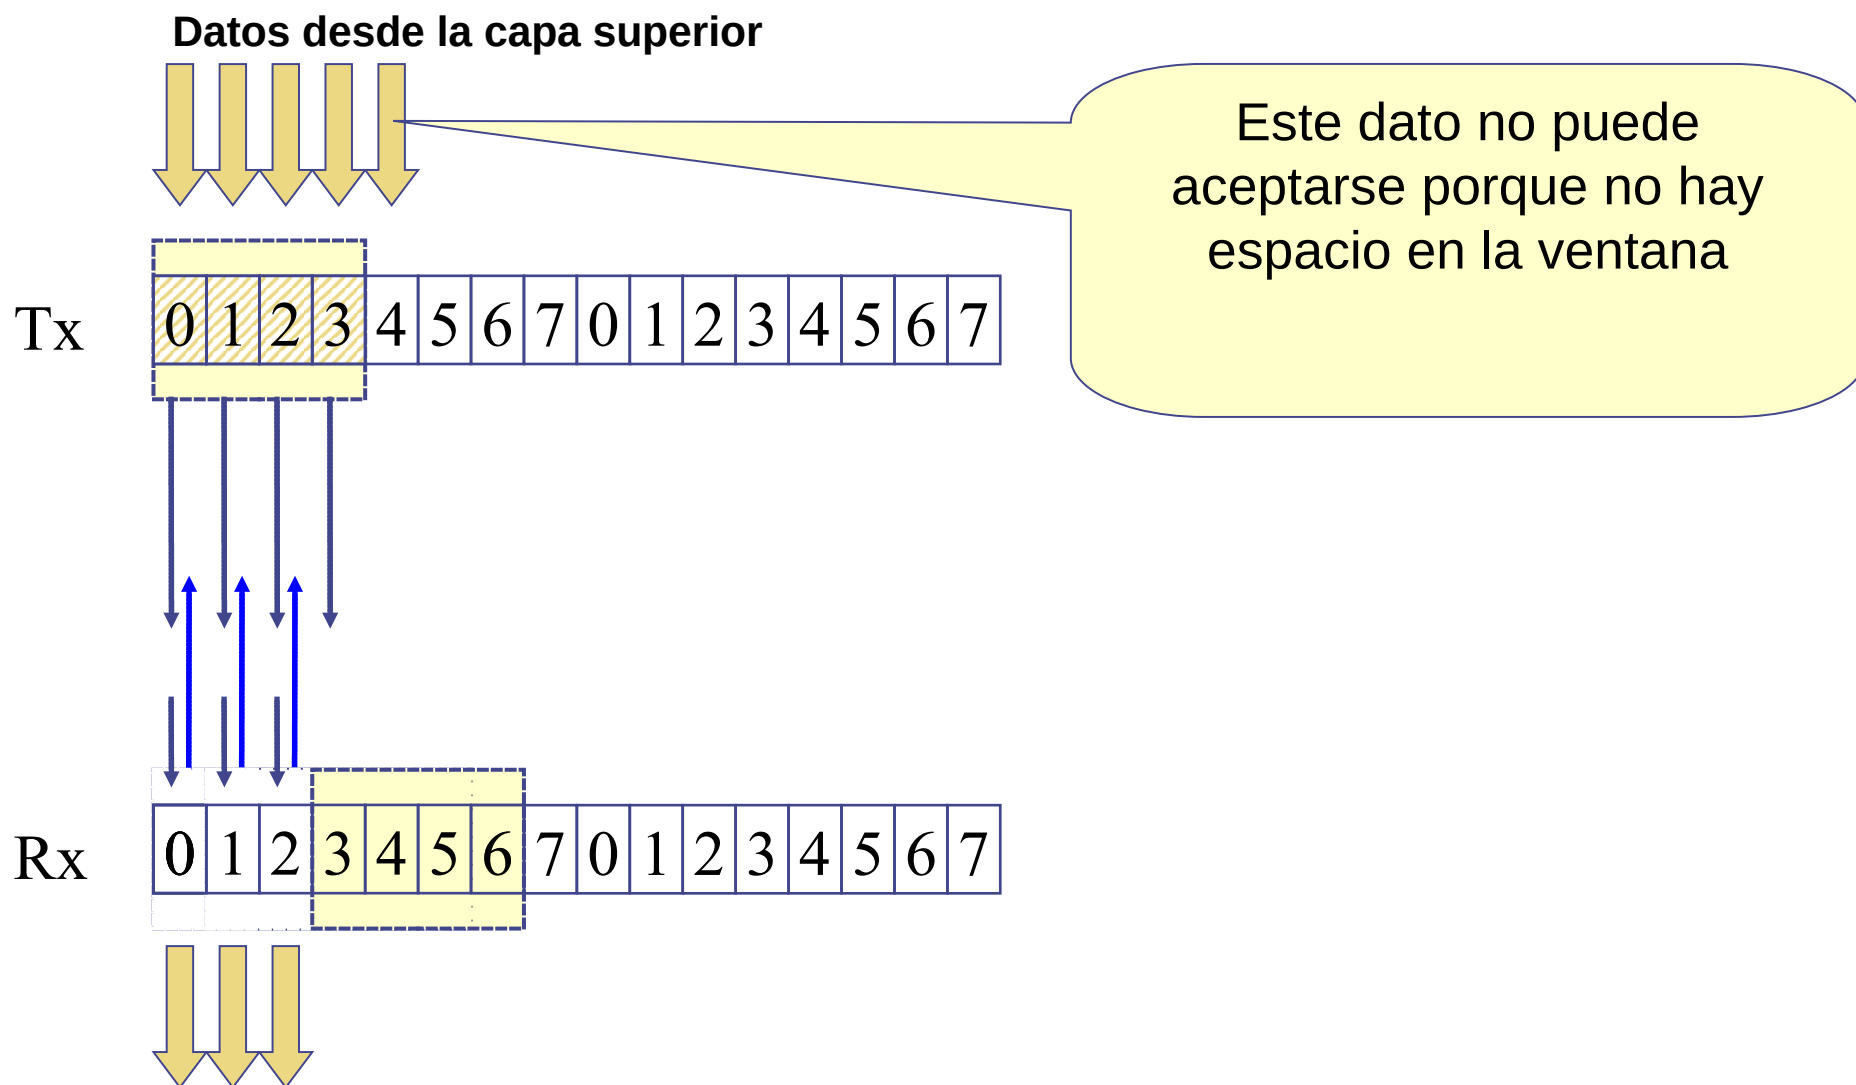 Datos desde la capa superior
Este dato no puede
aceptarse porque no hay
espacio en la ventana
Tx 0 1 2 3 4 5 6 7 0 1 2 3 4 5 6 7
Rx 0 1 2 3 4 5 6 7 0 1 2 3 4 5 6 7